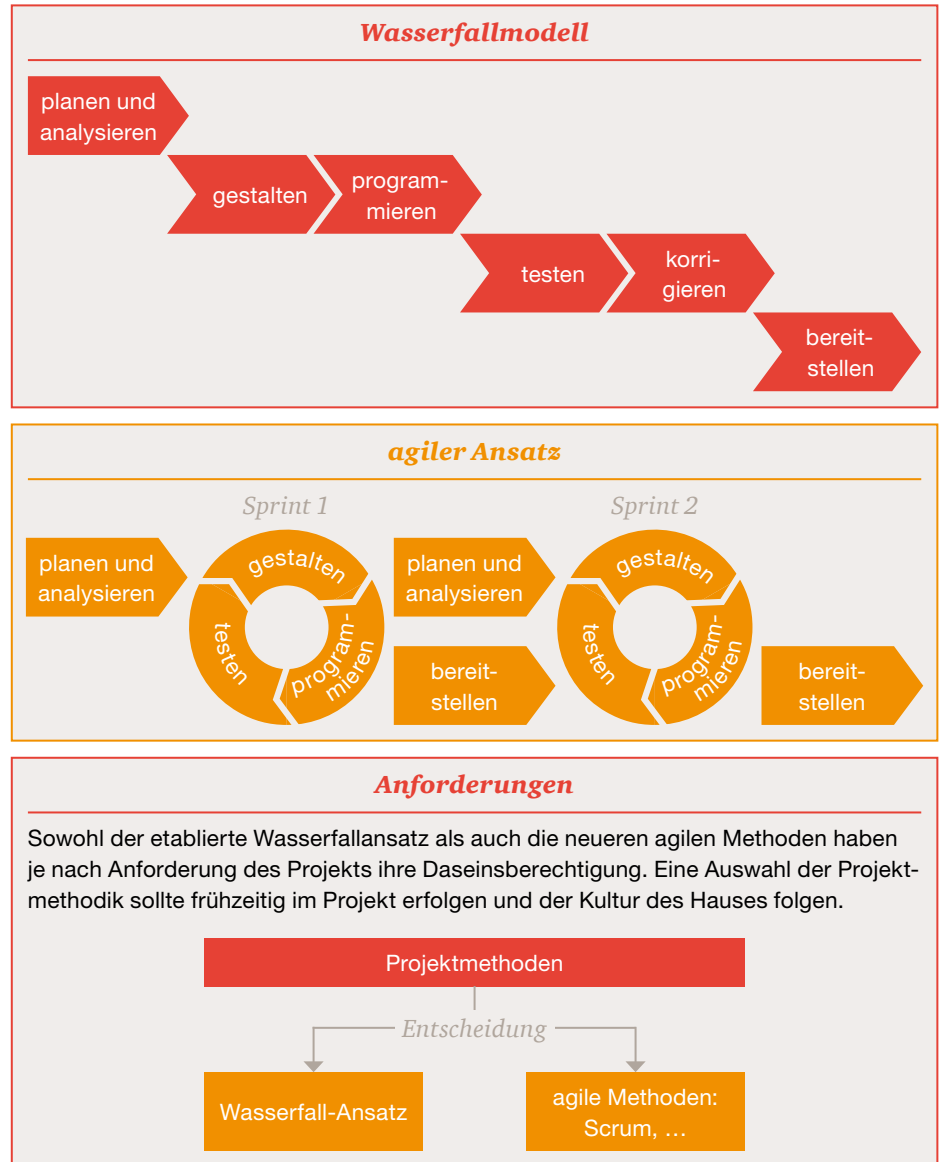 Wasserfallmodell
planen und
analysieren
gestalten
program-
mieren
testen
korri-
gieren
bereit-
stellen
agiler Ansatz
Sprint 1
Sprint 2
planen und
analysieren
gestalten
program-
mieren
testen
planen und
analysieren
bereit-
stellen
gestalten
program-
mieren
testen
bereit-
stellen
Anforderungen
Sowohl der etablierte Wasserfallansatz als auch die neueren agilen Methoden haben
je nach Anforderung des Projekts ihre Daseinsberechtigung. Eine Auswahl der Projekt-
methodik sollte frühzeitig im Projekt erfolgen und der Kultur des Hauses folgen.
Projektmethoden
Entscheidung
Wasserfall-Ansatz
agile Methoden:
Scrum, …